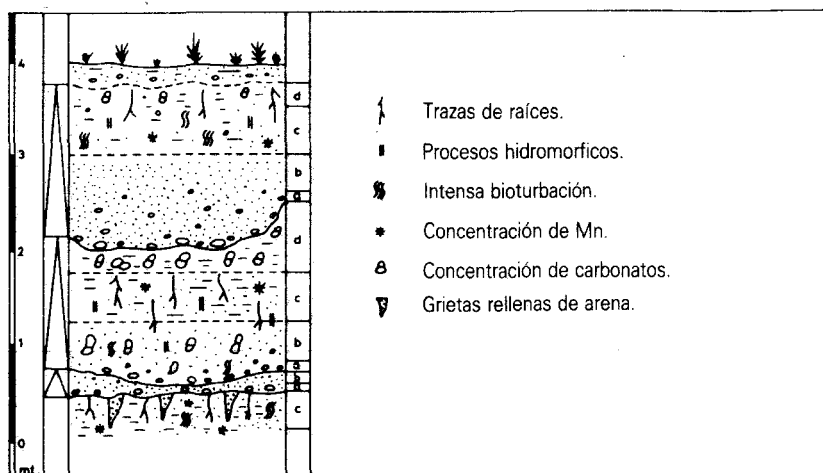 4
3
2
1
0
mt.
d
c
b
a
d
c
b
a
b
c
Trazas de raíces.
Procesos hidromorficos.
Intensa bioturbación.
Concentración de Mn.
Concentración de carbonatos.
Grietas rellenas de arena.